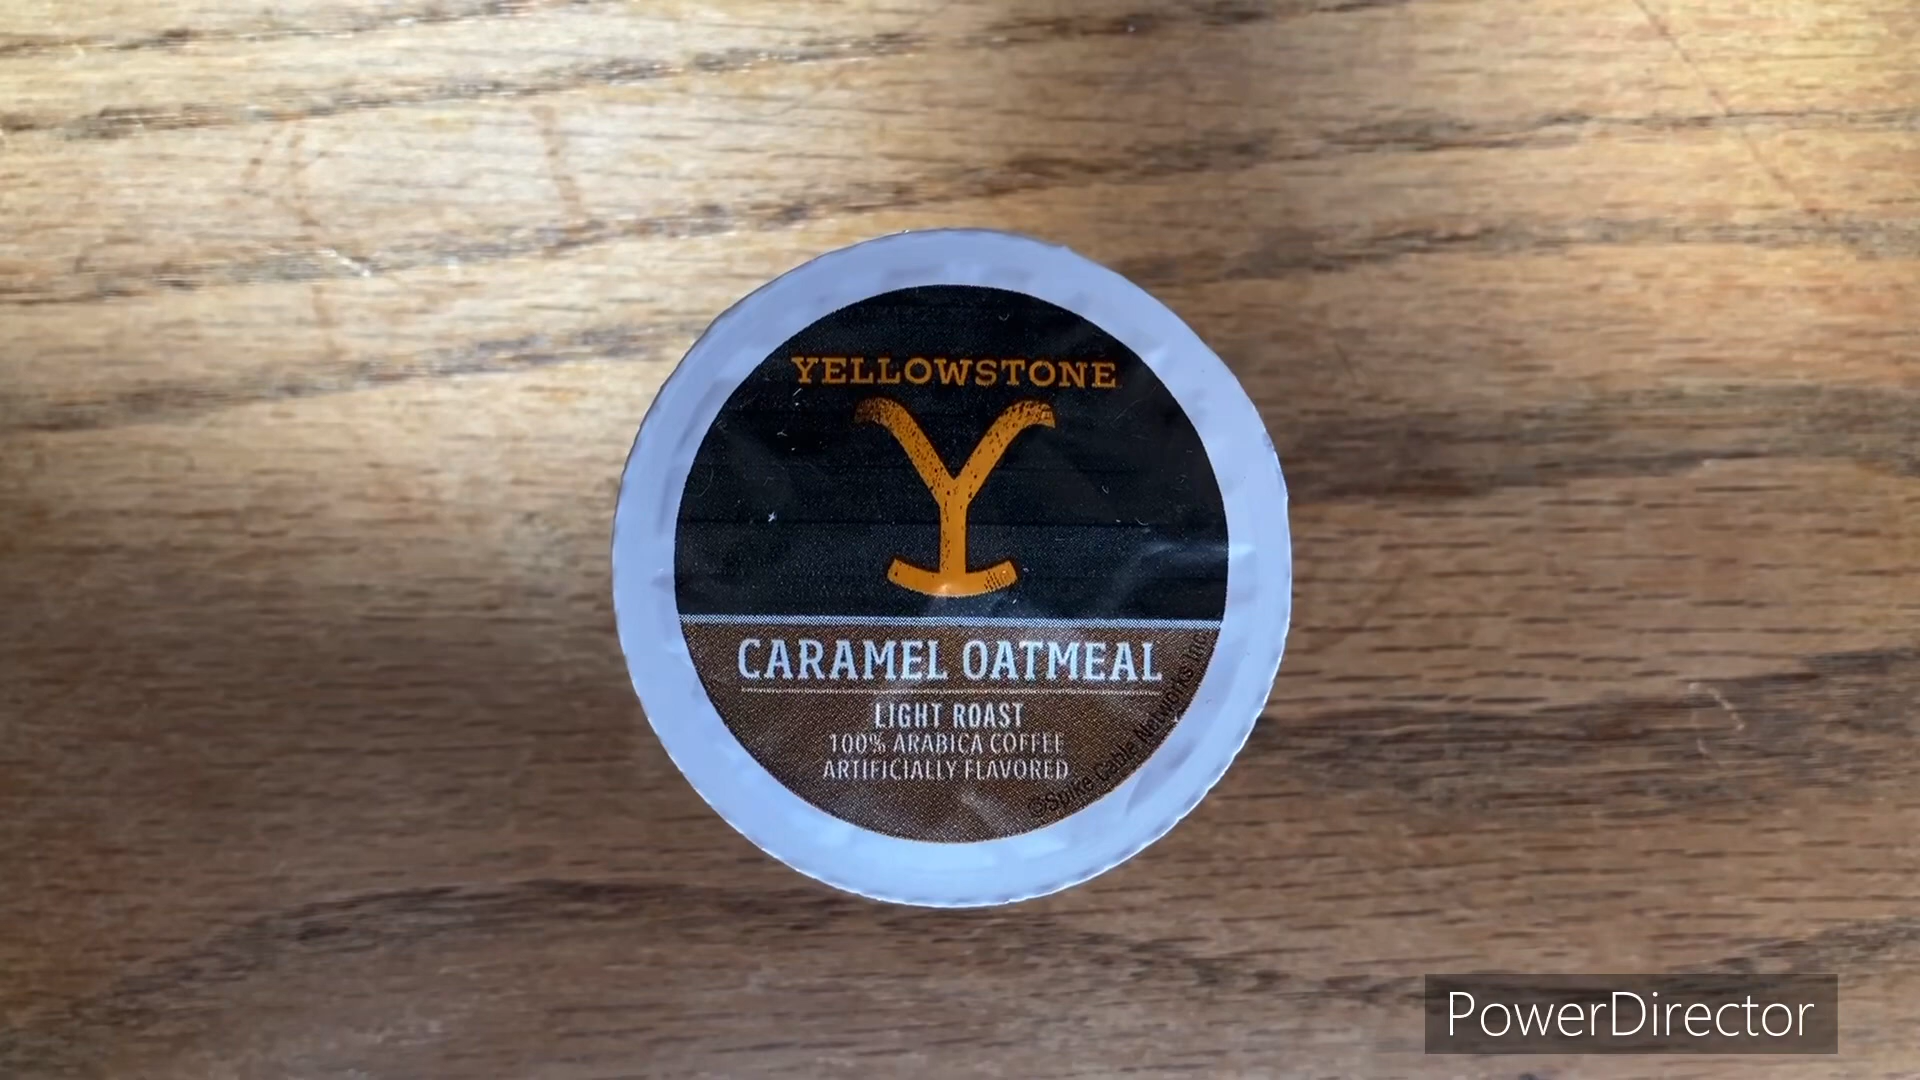 YELLOWSTONE
Y
CARAMEL OATMEAL
LIGHT ROAST
100% ARABICA COFFEE
ARTIFICIALLY FLAVORED
©Spike Cable Networks Inc.
PowerDirector